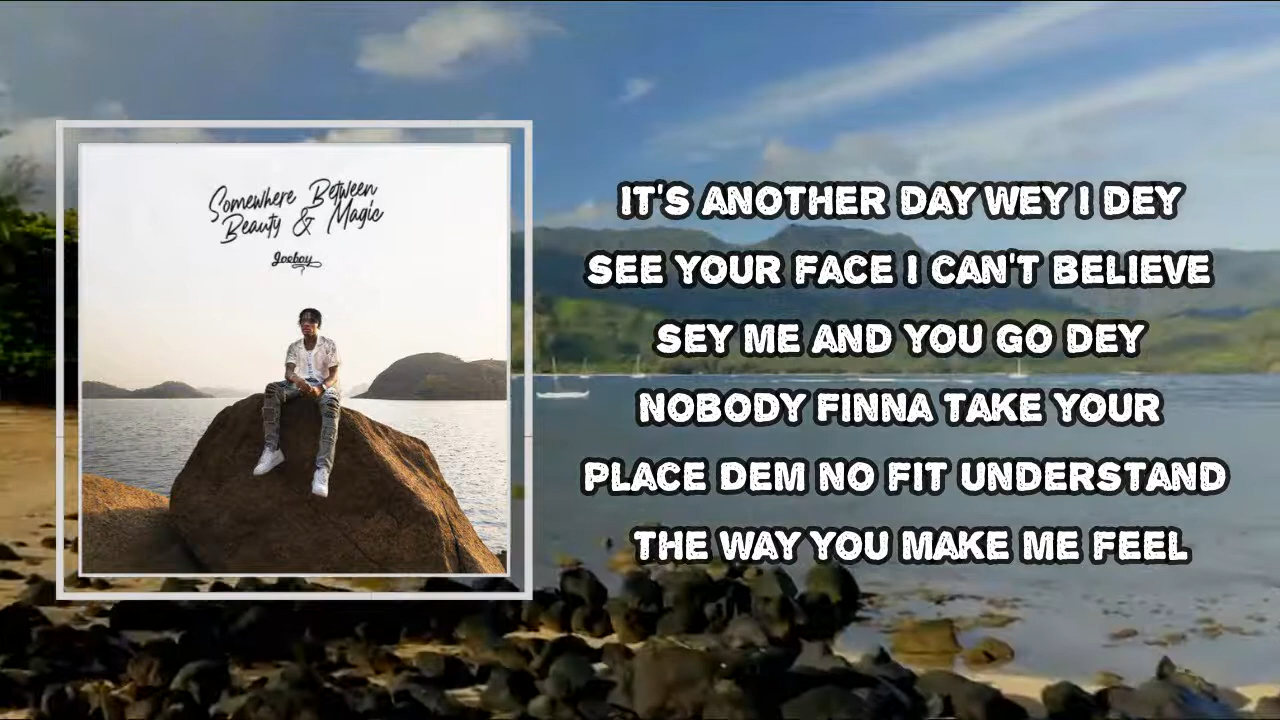 Somewhere Between
Beauty & Magic
Joeboy
IT'S ANOTHER DAY WEY I DEY
SEE YOUR FACE I CAN'T BELIEVE
SEY ME AND YOU GO DEY
NOBODY FINNA TAKE YOUR
PLACE DEM NO FIT UNDERSTAND
THE WAY YOU MAKE ME FEEL